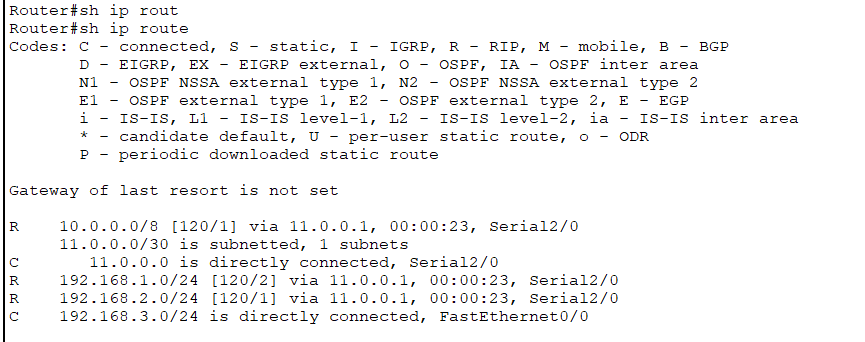 Router#sh ip rout
Router#sh ip route
Codes: C - connected, S - static, I - IGRP, R - RIP, M - mobile, B - BGP
       D - EIGRP, EX - EIGRP external, O - OSPF, IA - OSPF inter area
       N1 - OSPF NSSA external type 1, N2 - OSPF NSSA external type 2
       E1 - OSPF external type 1, E2 - OSPF external type 2, E - EGP
       i - IS-IS, L1 - IS-IS level-1, L2 - IS-IS level-2, ia - IS-IS inter area
       * - candidate default, U - per-user static route, o - ODR
       P - periodic downloaded static route
Gateway of last resort is not set
R    10.0.0.0/8 [120/1] via 11.0.0.1, 00:00:23, Serial2/0
     11.0.0.0/30 is subnetted, 1 subnets
C       11.0.0.0 is directly connected, Serial2/0
R    192.168.1.0/24 [120/2] via 11.0.0.1, 00:00:23, Serial2/0
R    192.168.2.0/24 [120/1] via 11.0.0.1, 00:00:23, Serial2/0
C    192.168.3.0/24 is directly connected, FastEthernet0/0